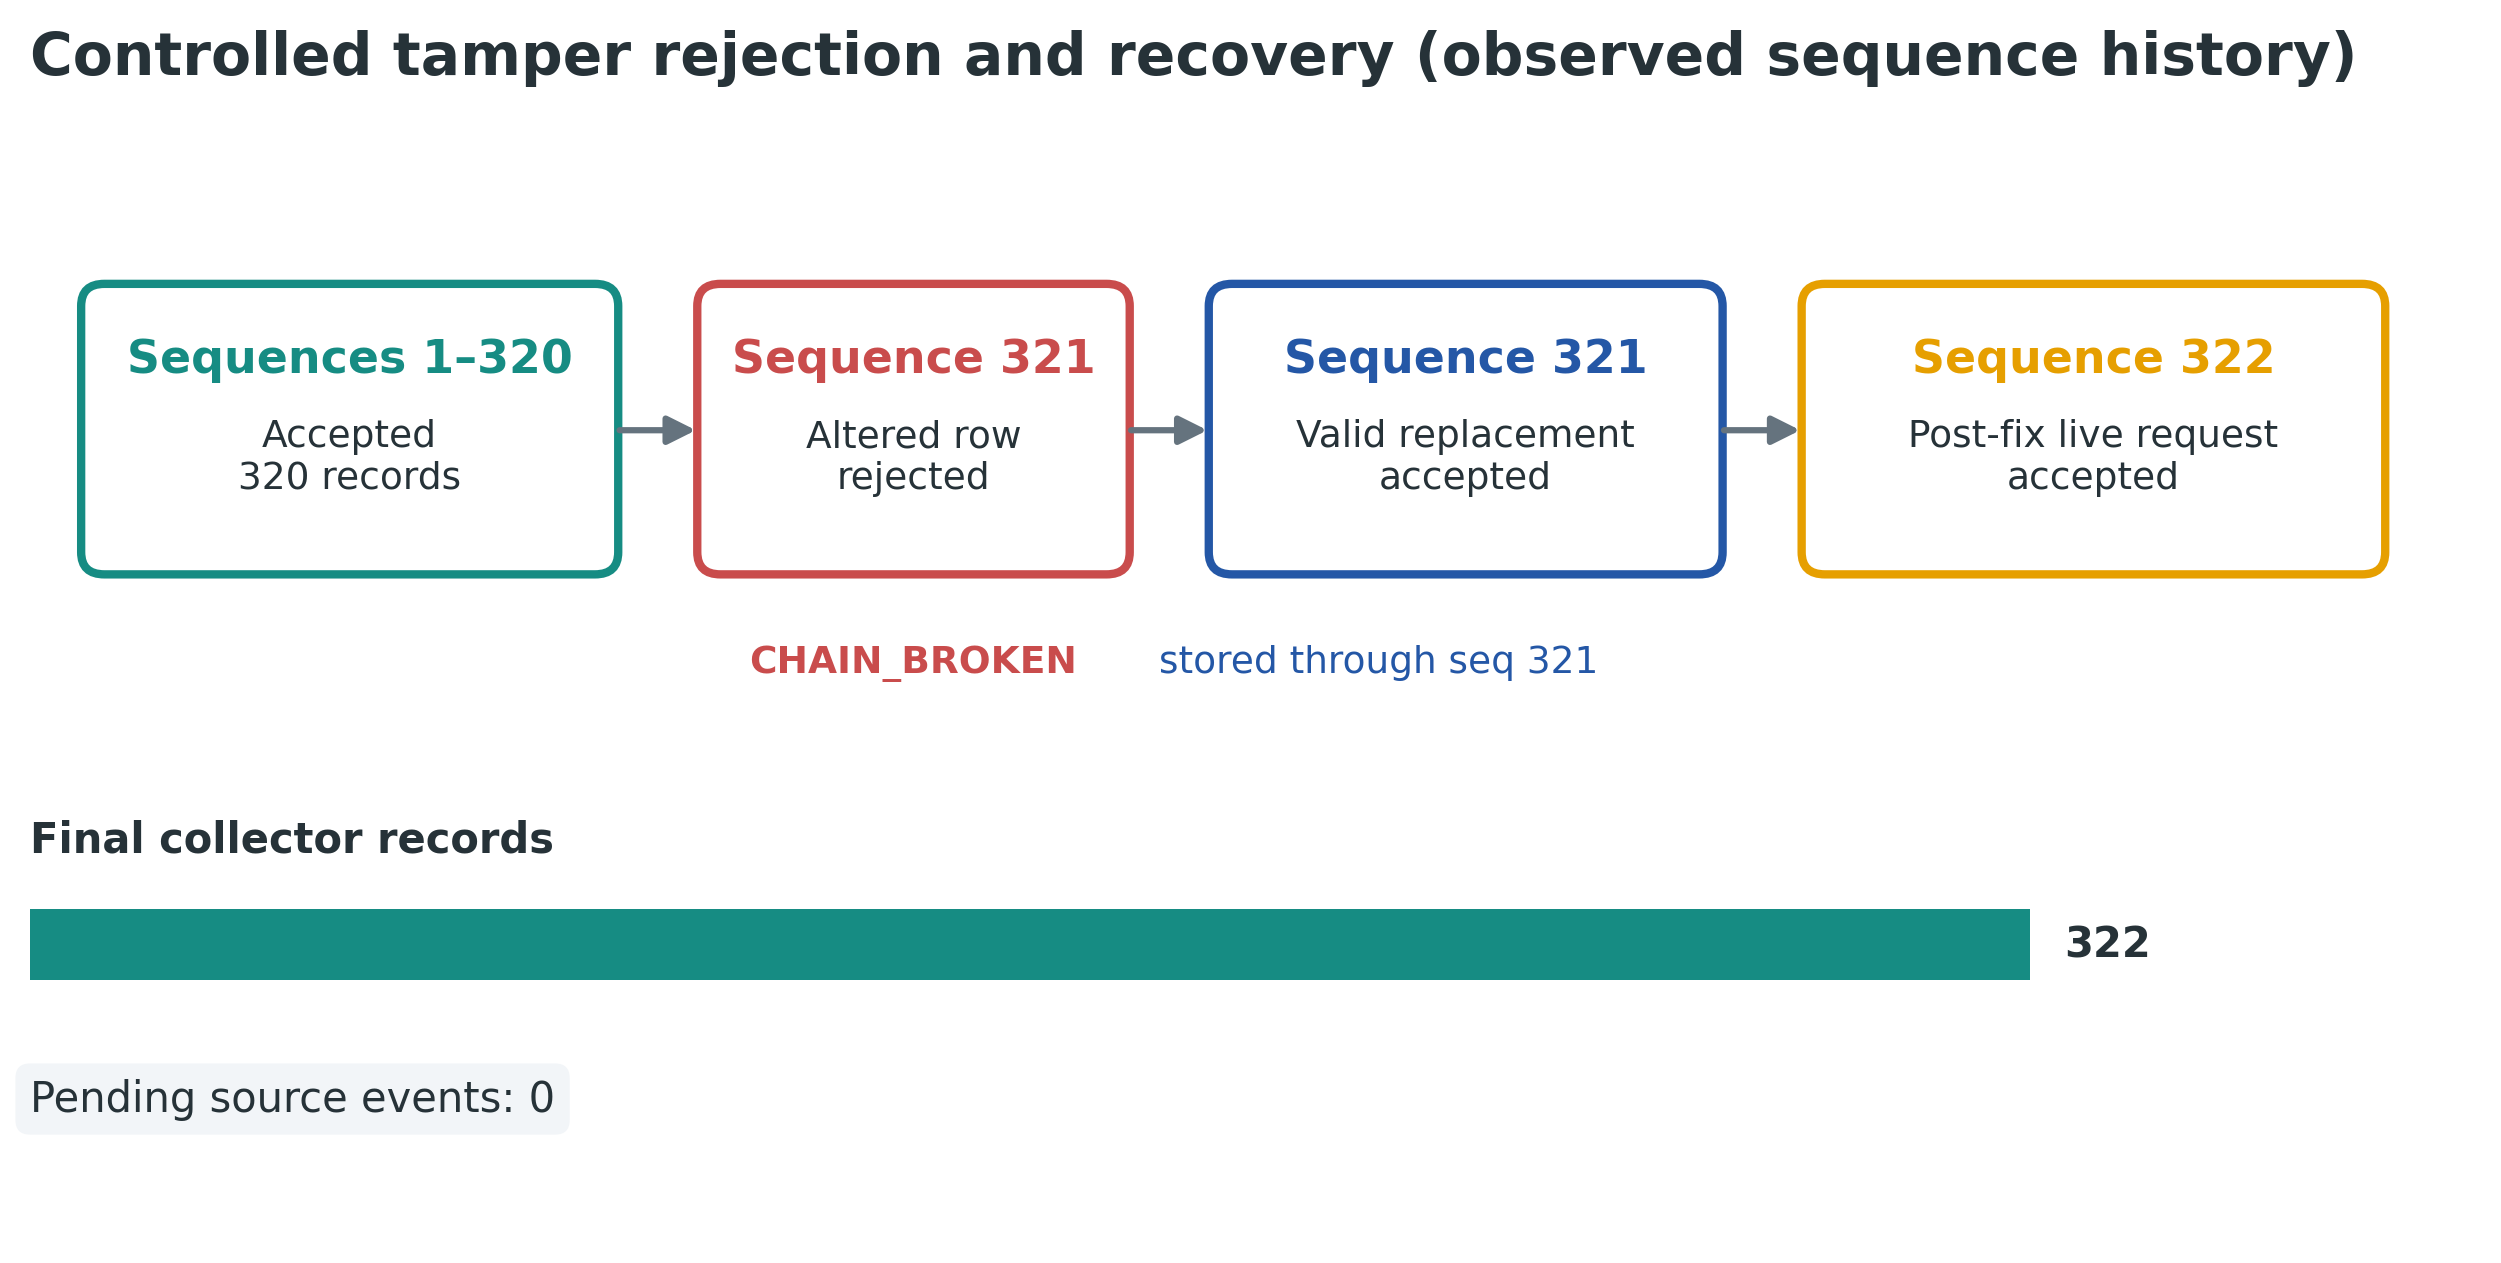 Controlled tamper rejection and recovery (observed sequence history)
Sequences 1–320
Accepted
320 records
Sequence 321
Altered row
rejected
Sequence 321
Valid replacement
accepted
Sequence 322
Post-fix live request
accepted
CHAIN_BROKEN
stored through seq 321
Final collector records
322
Pending source events: 0